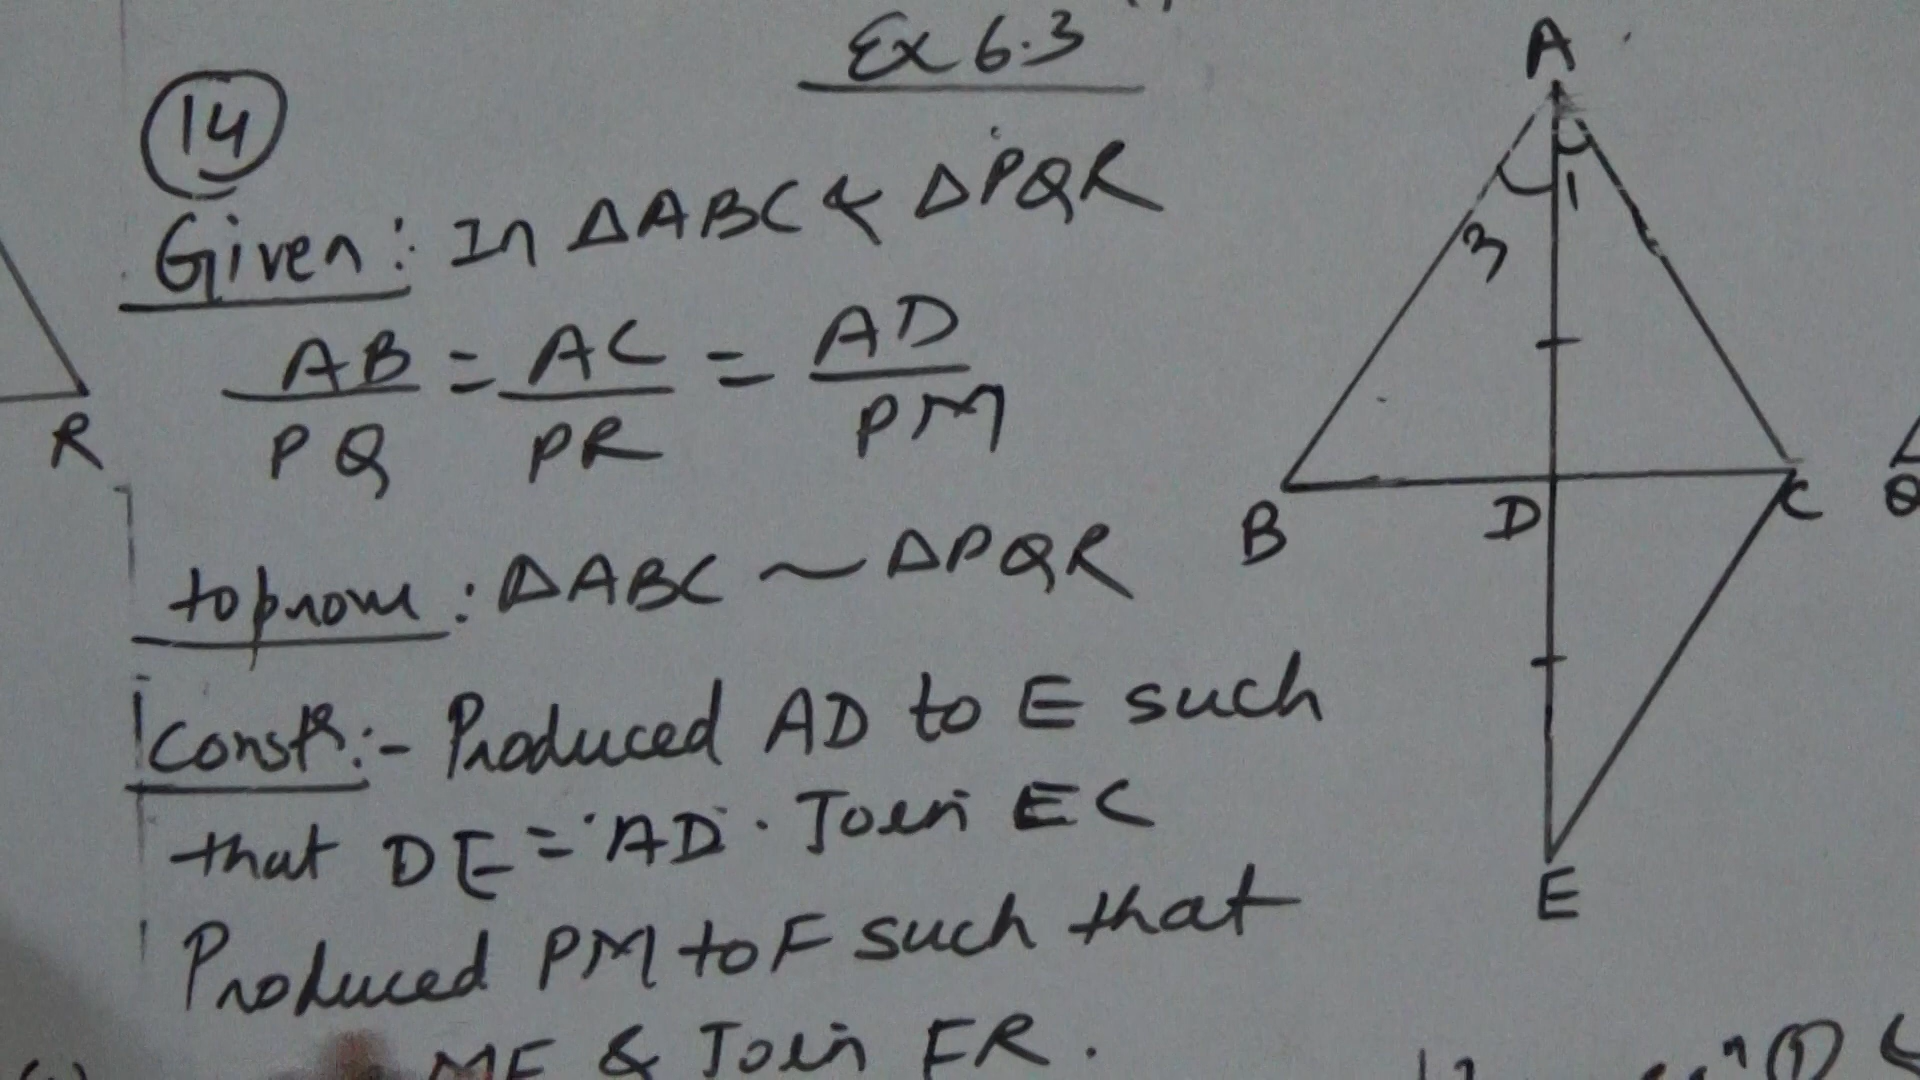 Ex 6.3
14
Given: In ΔABC & ΔPQR
AB/PQ = AC/PR = AD/PM
to prove : ΔABC ~ ΔPQR
Constr:- Produced AD to E such
that DE = AD. Join EC
Produced PM to F such that
MF & Join FR.
A
3
1
B
D
C
E
R
Q